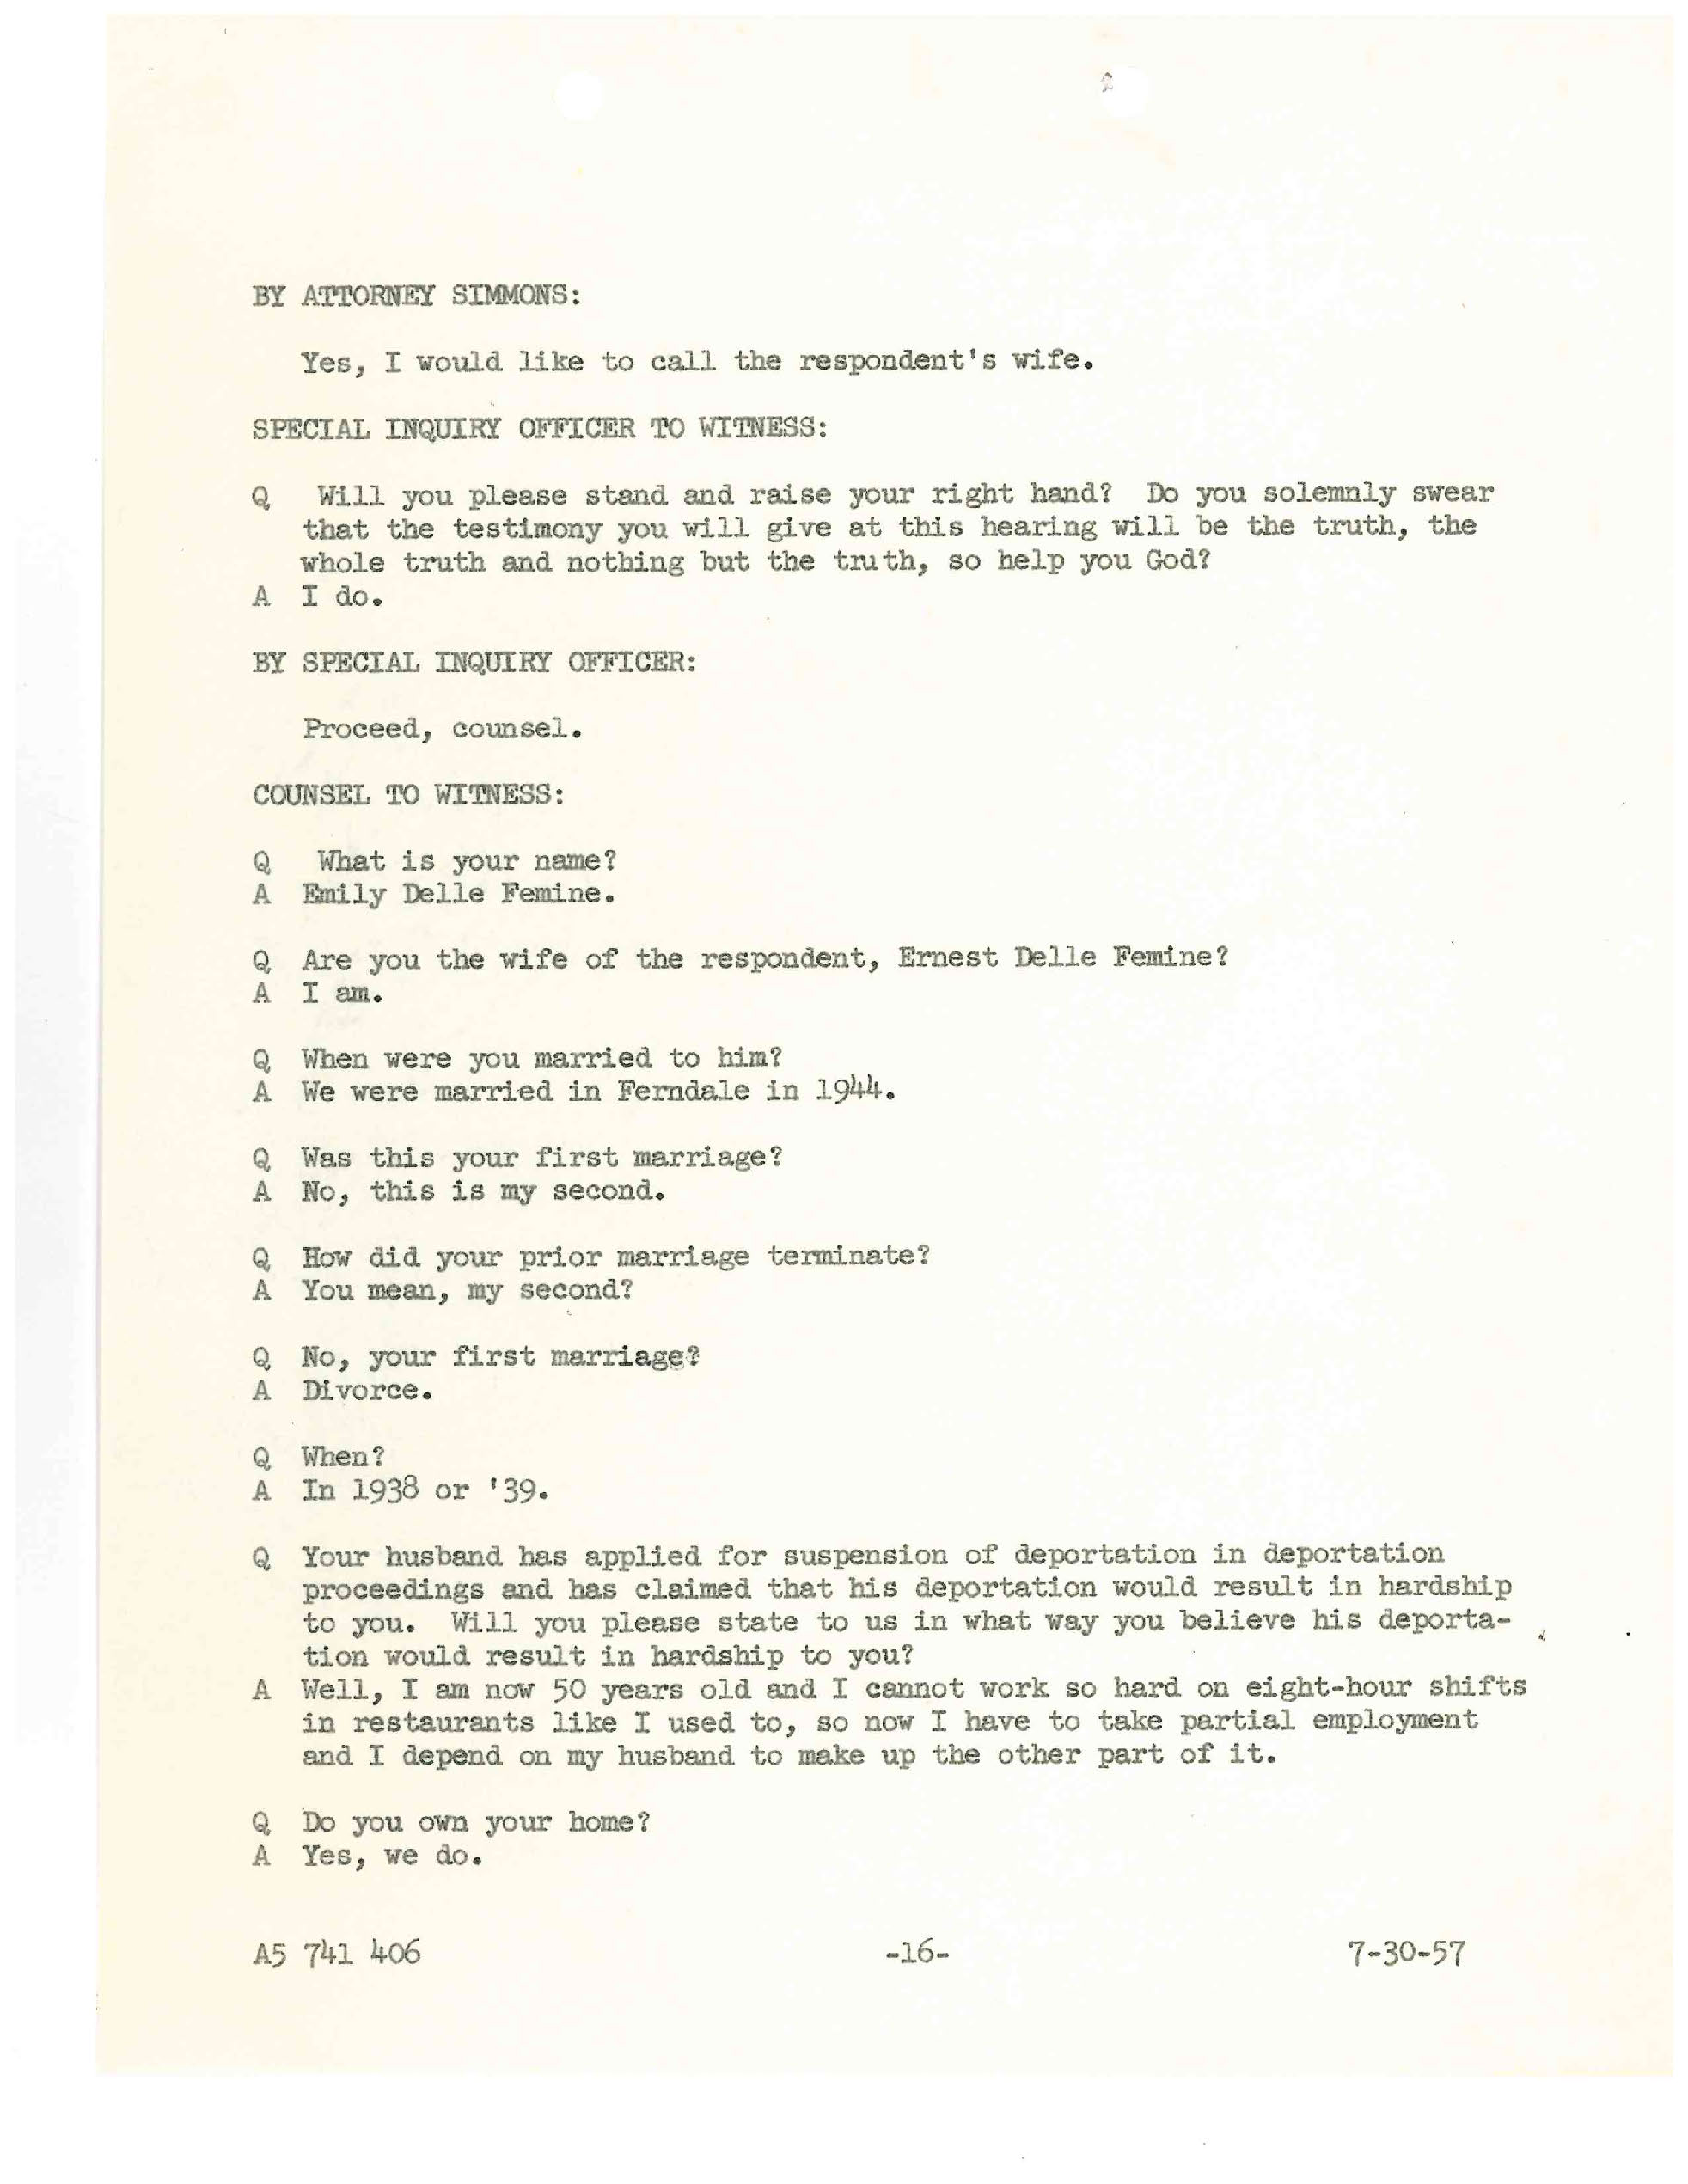 BY ATTORNEY SIMMONS:
Yes, I would like to call the respondent's wife.
SPECIAL INQUIRY OFFICER TO WITNESS:
Q Will you please stand and raise your right hand? Do you solemnly swear
that the testimony you will give at this hearing will be the truth, the
whole truth and nothing but the truth, so help you God?
A I do.
BY SPECIAL INQUIRY OFFICER:
Proceed, counsel.
COUNSEL TO WITNESS:
Q What is your name?
A Emily Delle Femine.
Q Are you the wife of the respondent, Ernest Delle Femine?
A I am.
Q When were you married to him?
A We were married in Ferndale in 1944.
Q Was this your first marriage?
A No, this is my second.
Q How did your prior marriage terminate?
A You mean, my second?
Q No, your first marriage?
A Divorce.
Q When?
A In 1938 or '39.
Q Your husband has applied for suspension of deportation in deportation
proceedings and has claimed that his deportation would result in hardship
to you. Will you please state to us in what way you believe his deporta-
tion would result in hardship to you?
A Well, I am now 50 years old and I cannot work so hard on eight-hour shifts
in restaurants like I used to, so now I have to take partial employment
and I depend on my husband to make up the other part of it.
Q Do you own your home?
A Yes, we do.
A5 741 406 -16- 7-30-57